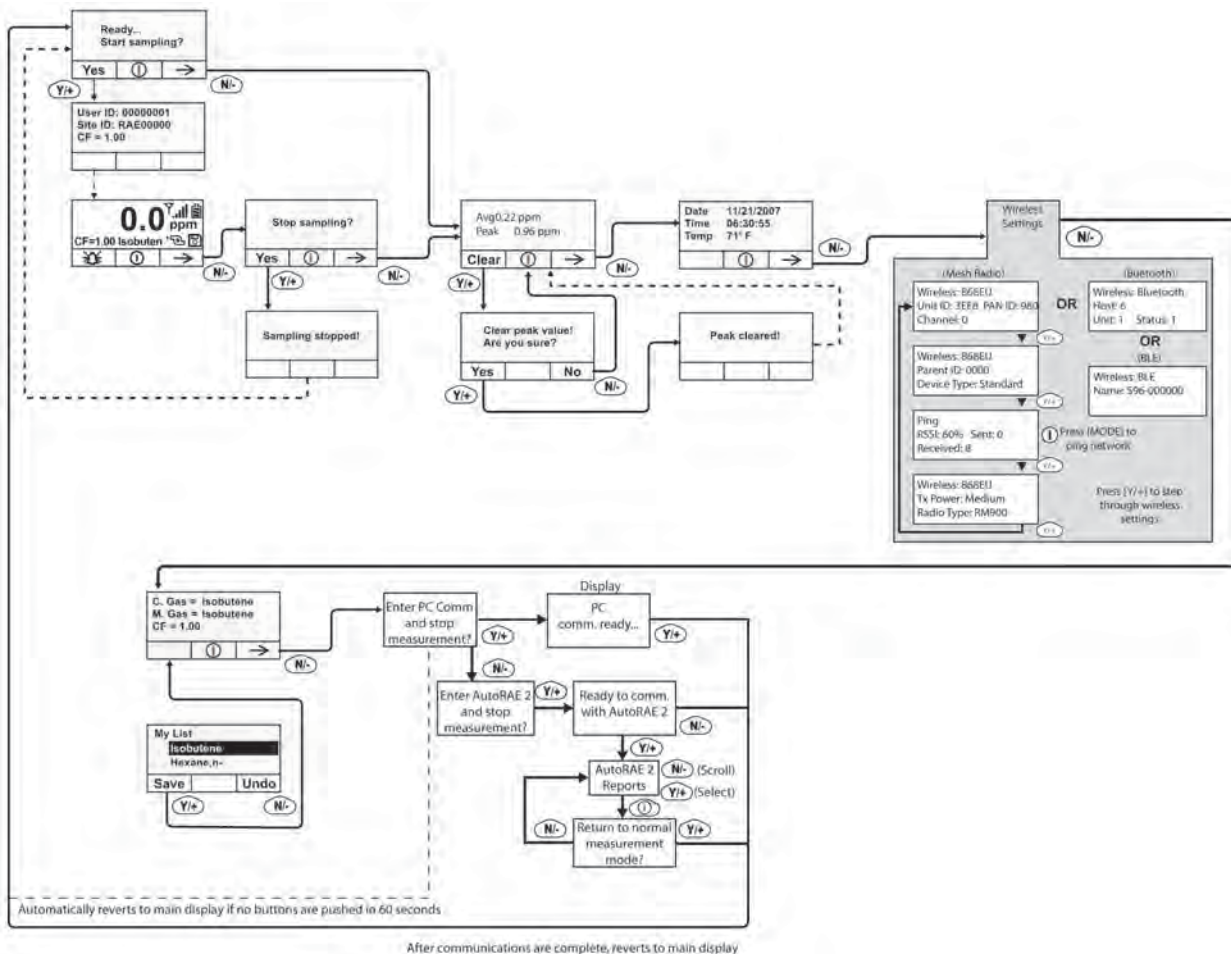 Ready...
Start sampling?
Yes
→
Y/+
N/-
User ID: 00000001
Site ID: RAE00000
CF = 1.00
0.0
ppm
CF=1.00 Isobuten
→
N/-
Stop sampling?
Yes
→
Y/+
N/-
Sampling stopped!
Avg0.22 ppm
Peak 0.96 ppm
Clear
→
Y/+
N/-
Clear peak value!
Are you sure?
Yes
No
Y/+
N/-
Peak cleared!
Date 11/21/2007
Time 06:30:55
Temp 71° F
→
N/-
Wireless
Settings
N/-
(Mesh Radio)
Wireless: 868EU
Unit ID: 3EF8 PAN ID: 980
Channel: 0
Y/+
Wireless: 868EU
Parent ID: 0000
Device Type: Standard
Y/+
Ping
RSSI: 60% Sent: 0
Received: 8
Y/+
Wireless: 868EU
Tx Power: Medium
Radio Type: RM900
Y/+
OR
(Buetooth)
Wireless: Bluetooth
Host: 6
Unit: 1 Status: 1
OR
(BLE)
Wireless: BLE
Name: S96-000000
Press [MODE] to
ping network
Press [Y/+] to step
through wireless
settings
C. Gas = Isobutene
M. Gas = Isobutene
CF = 1.00
→
N/-
My List
Isobutene
Hexane,n-
Save
Undo
Y/+
N/-
Enter PC Comm
and stop
measurement?
Y/+
N/-
Display
PC
comm. ready...
Y/+
Enter AutoRAE 2
and stop
measurement?
Y/+
Ready to comm.
with AutoRAE 2
N/-
Y/+
AutoRAE 2
Reports
N/- (Scroll)
Y/+ (Select)
Return to normal
measurement
mode?
N/-
Y/+
Automatically reverts to main display if no buttons are pushed in 60 seconds
After communications are complete, reverts to main display